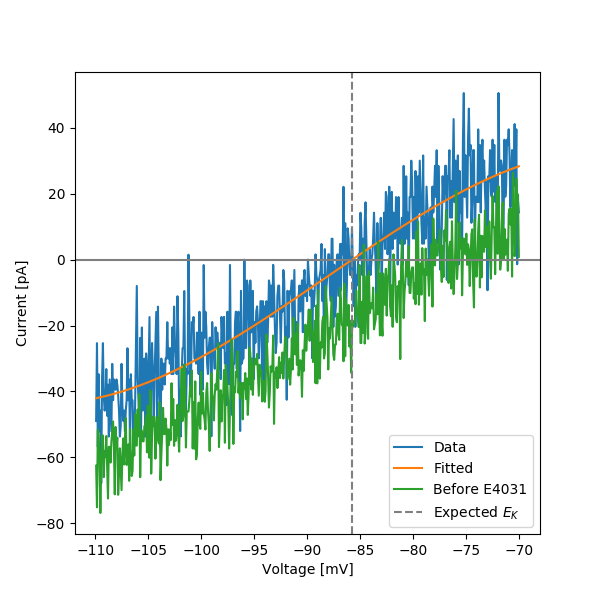 Current [pA]
40
20
0
−20
−40
−60
−80
Data
Fitted
Before E4031
Expected E_K
−110 −105 −100 −95 −90 −85 −80 −75 −70
Voltage [mV]